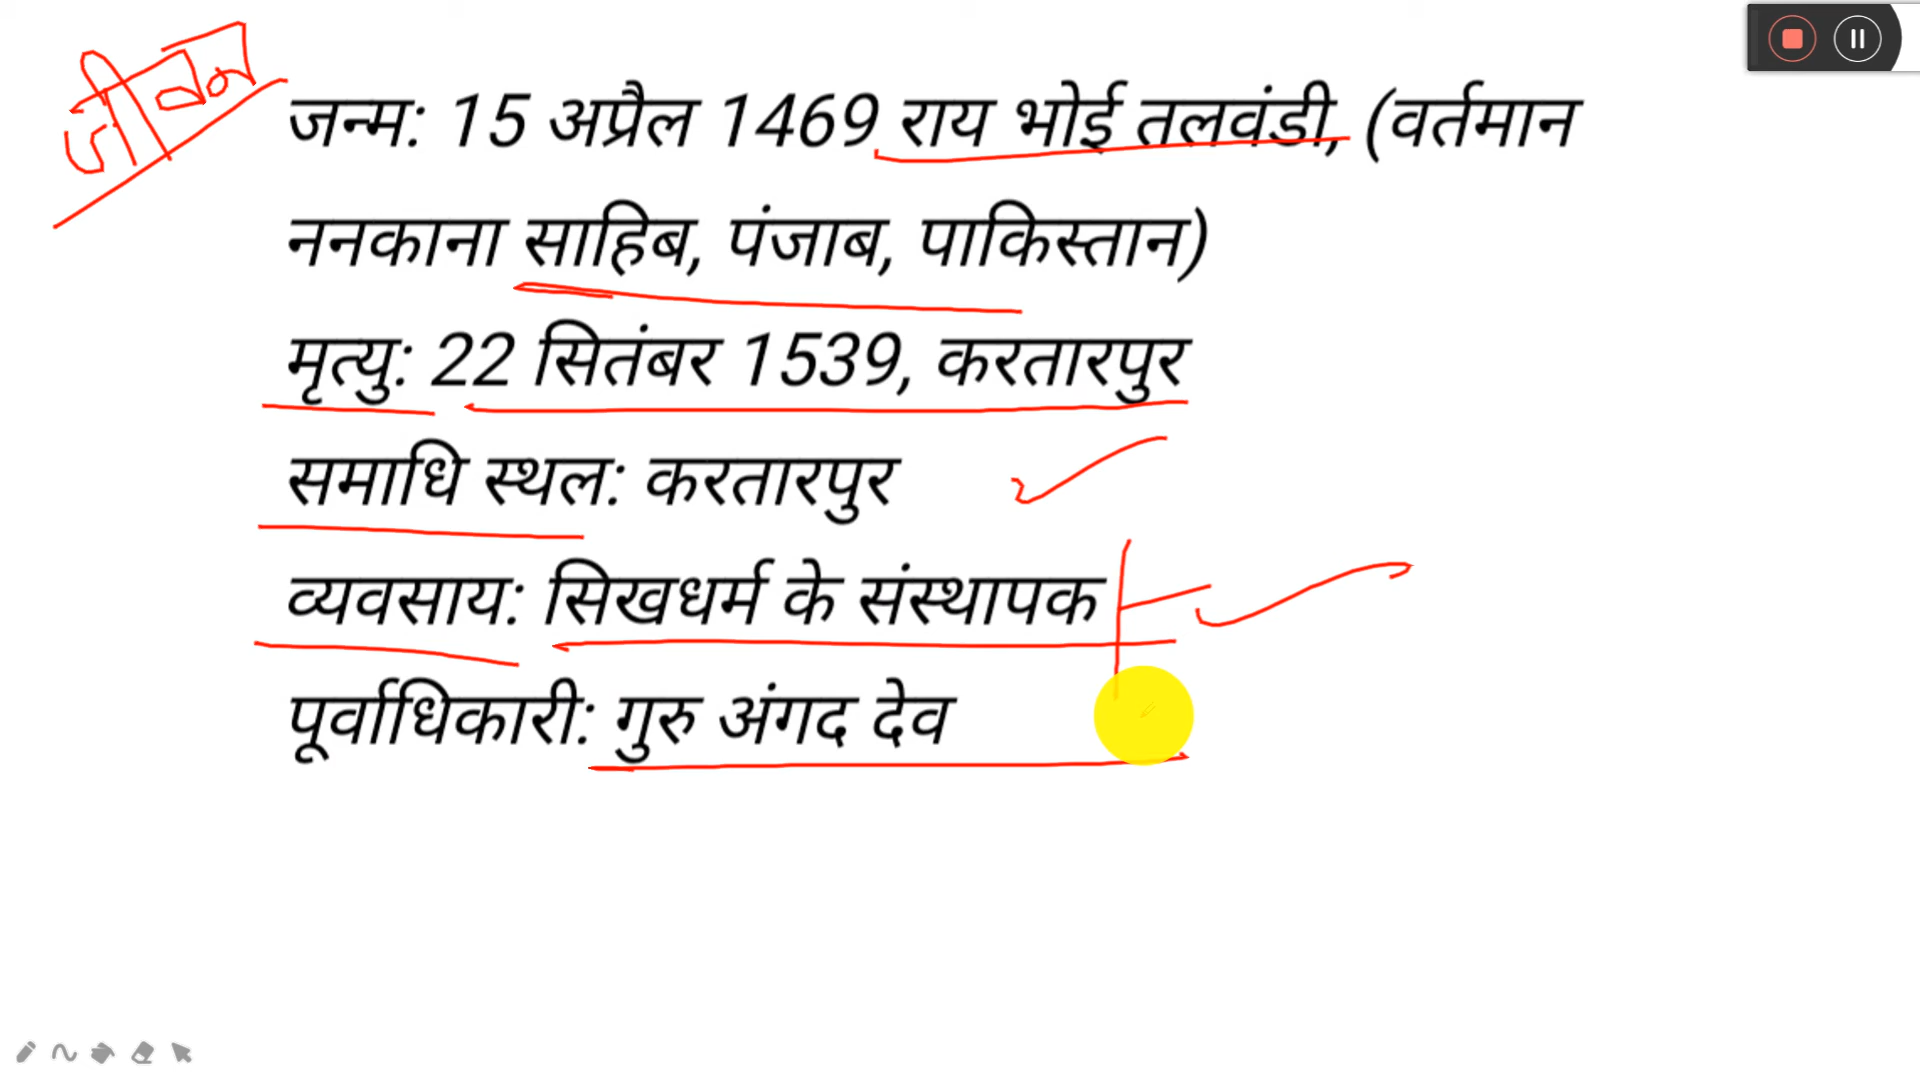 जीवन
जन्म: 15 अप्रैल 1469 राय भोई तलवंडी, (वर्तमान
ननकाना साहिब, पंजाब, पाकिस्तान)
मृत्यु: 22 सितंबर 1539, करतारपुर
समाधि स्थल: करतारपुर
व्यवसाय: सिखधर्म के संस्थापक
पूर्वाधिकारी: गुरु अंगद देव